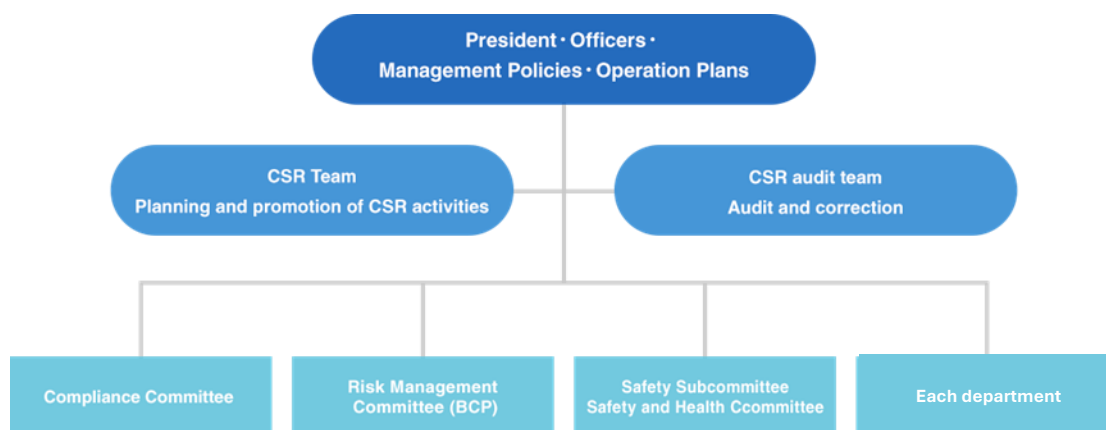 President・Officers・
Management Policies・Operation Plans
CSR Team
Planning and promotion of CSR activities
CSR audit team
Audit and correction
Compliance Committee
Risk Management
Committee (BCP)
Safety Subcommittee
Safety and Health Ccommittee
Each department